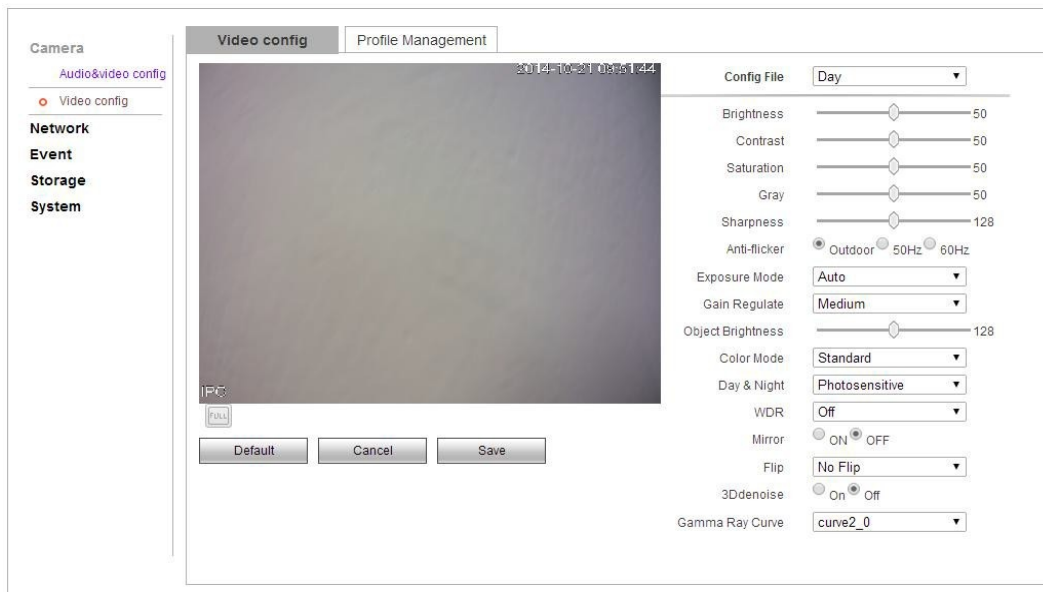 Camera
Audio&video config
Video config
Network
Event
Storage
System
Video config
Profile Management
2014-10-21 09:51:44
IPC
FULL
Default
Cancel
Save
Config File Day
Brightness 50
Contrast 50
Saturation 50
Gray 50
Sharpness 128
Anti-flicker Outdoor 50Hz 60Hz
Exposure Mode Auto
Gain Regulate Medium
Object Brightness 128
Color Mode Standard
Day & Night Photosensitive
WDR Off
Mirror ON OFF
Flip No Flip
3Ddenoise On Off
Gamma Ray Curve curve2_0